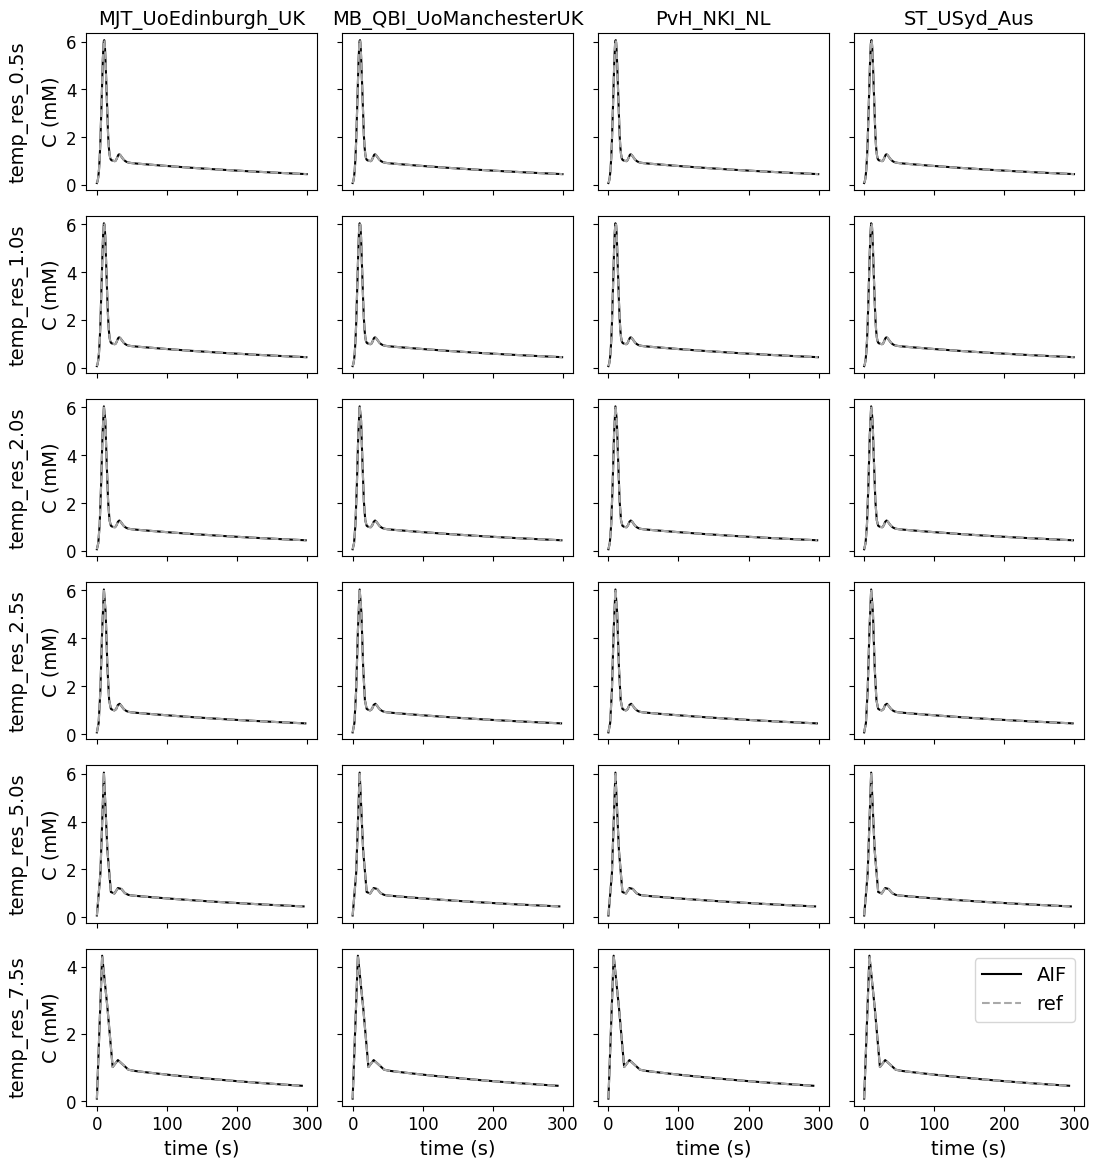 MJT_UoEdinburgh_UK
MB_QBI_UoManchesterUK
PvH_NKI_NL
ST_USyd_Aus
temp_res_0.5s
C (mM)
6
4
2
0
temp_res_1.0s
C (mM)
6
4
2
0
temp_res_2.0s
C (mM)
6
4
2
0
temp_res_2.5s
C (mM)
6
4
2
0
temp_res_5.0s
C (mM)
6
4
2
0
temp_res_7.5s
C (mM)
4
2
0
AIF
ref
0 100 200 300
0 100 200 300
0 100 200 300
0 100 200 300
time (s)
time (s)
time (s)
time (s)